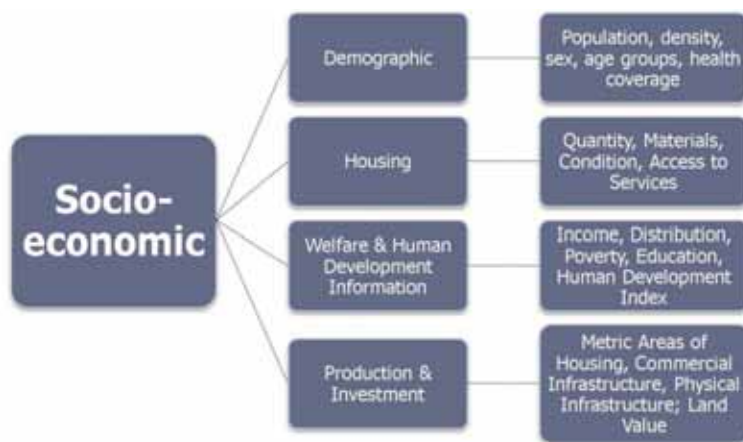 Socio-
economic
Demographic
Population, density,
sex, age groups, health
coverage
Housing
Quantity, Materials,
Condition, Access to
Services
Welfare & Human
Development
Information
Income, Distribution,
Poverty, Education,
Human Development
Index
Production &
Investment
Metric Areas of
Housing, Commercial
Infrastructure, Physical
Infrastructure; Land
Value